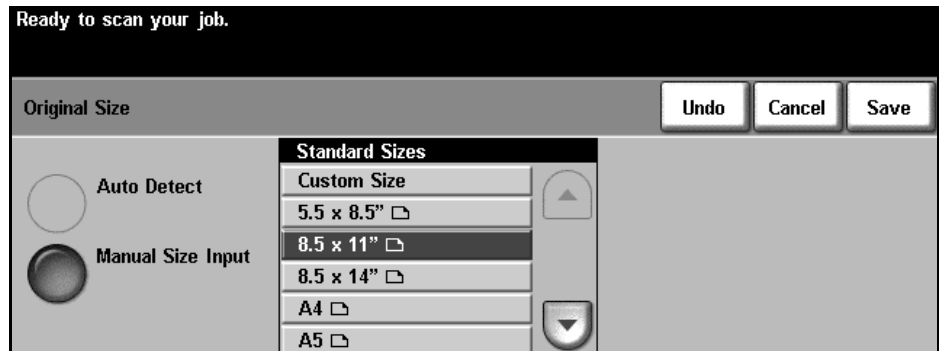 Ready to scan your job.
Original Size
Undo
Cancel
Save
Auto Detect
Manual Size Input
Standard Sizes
Custom Size
5.5 x 8.5”
8.5 x 11”
8.5 x 14”
A4
A5